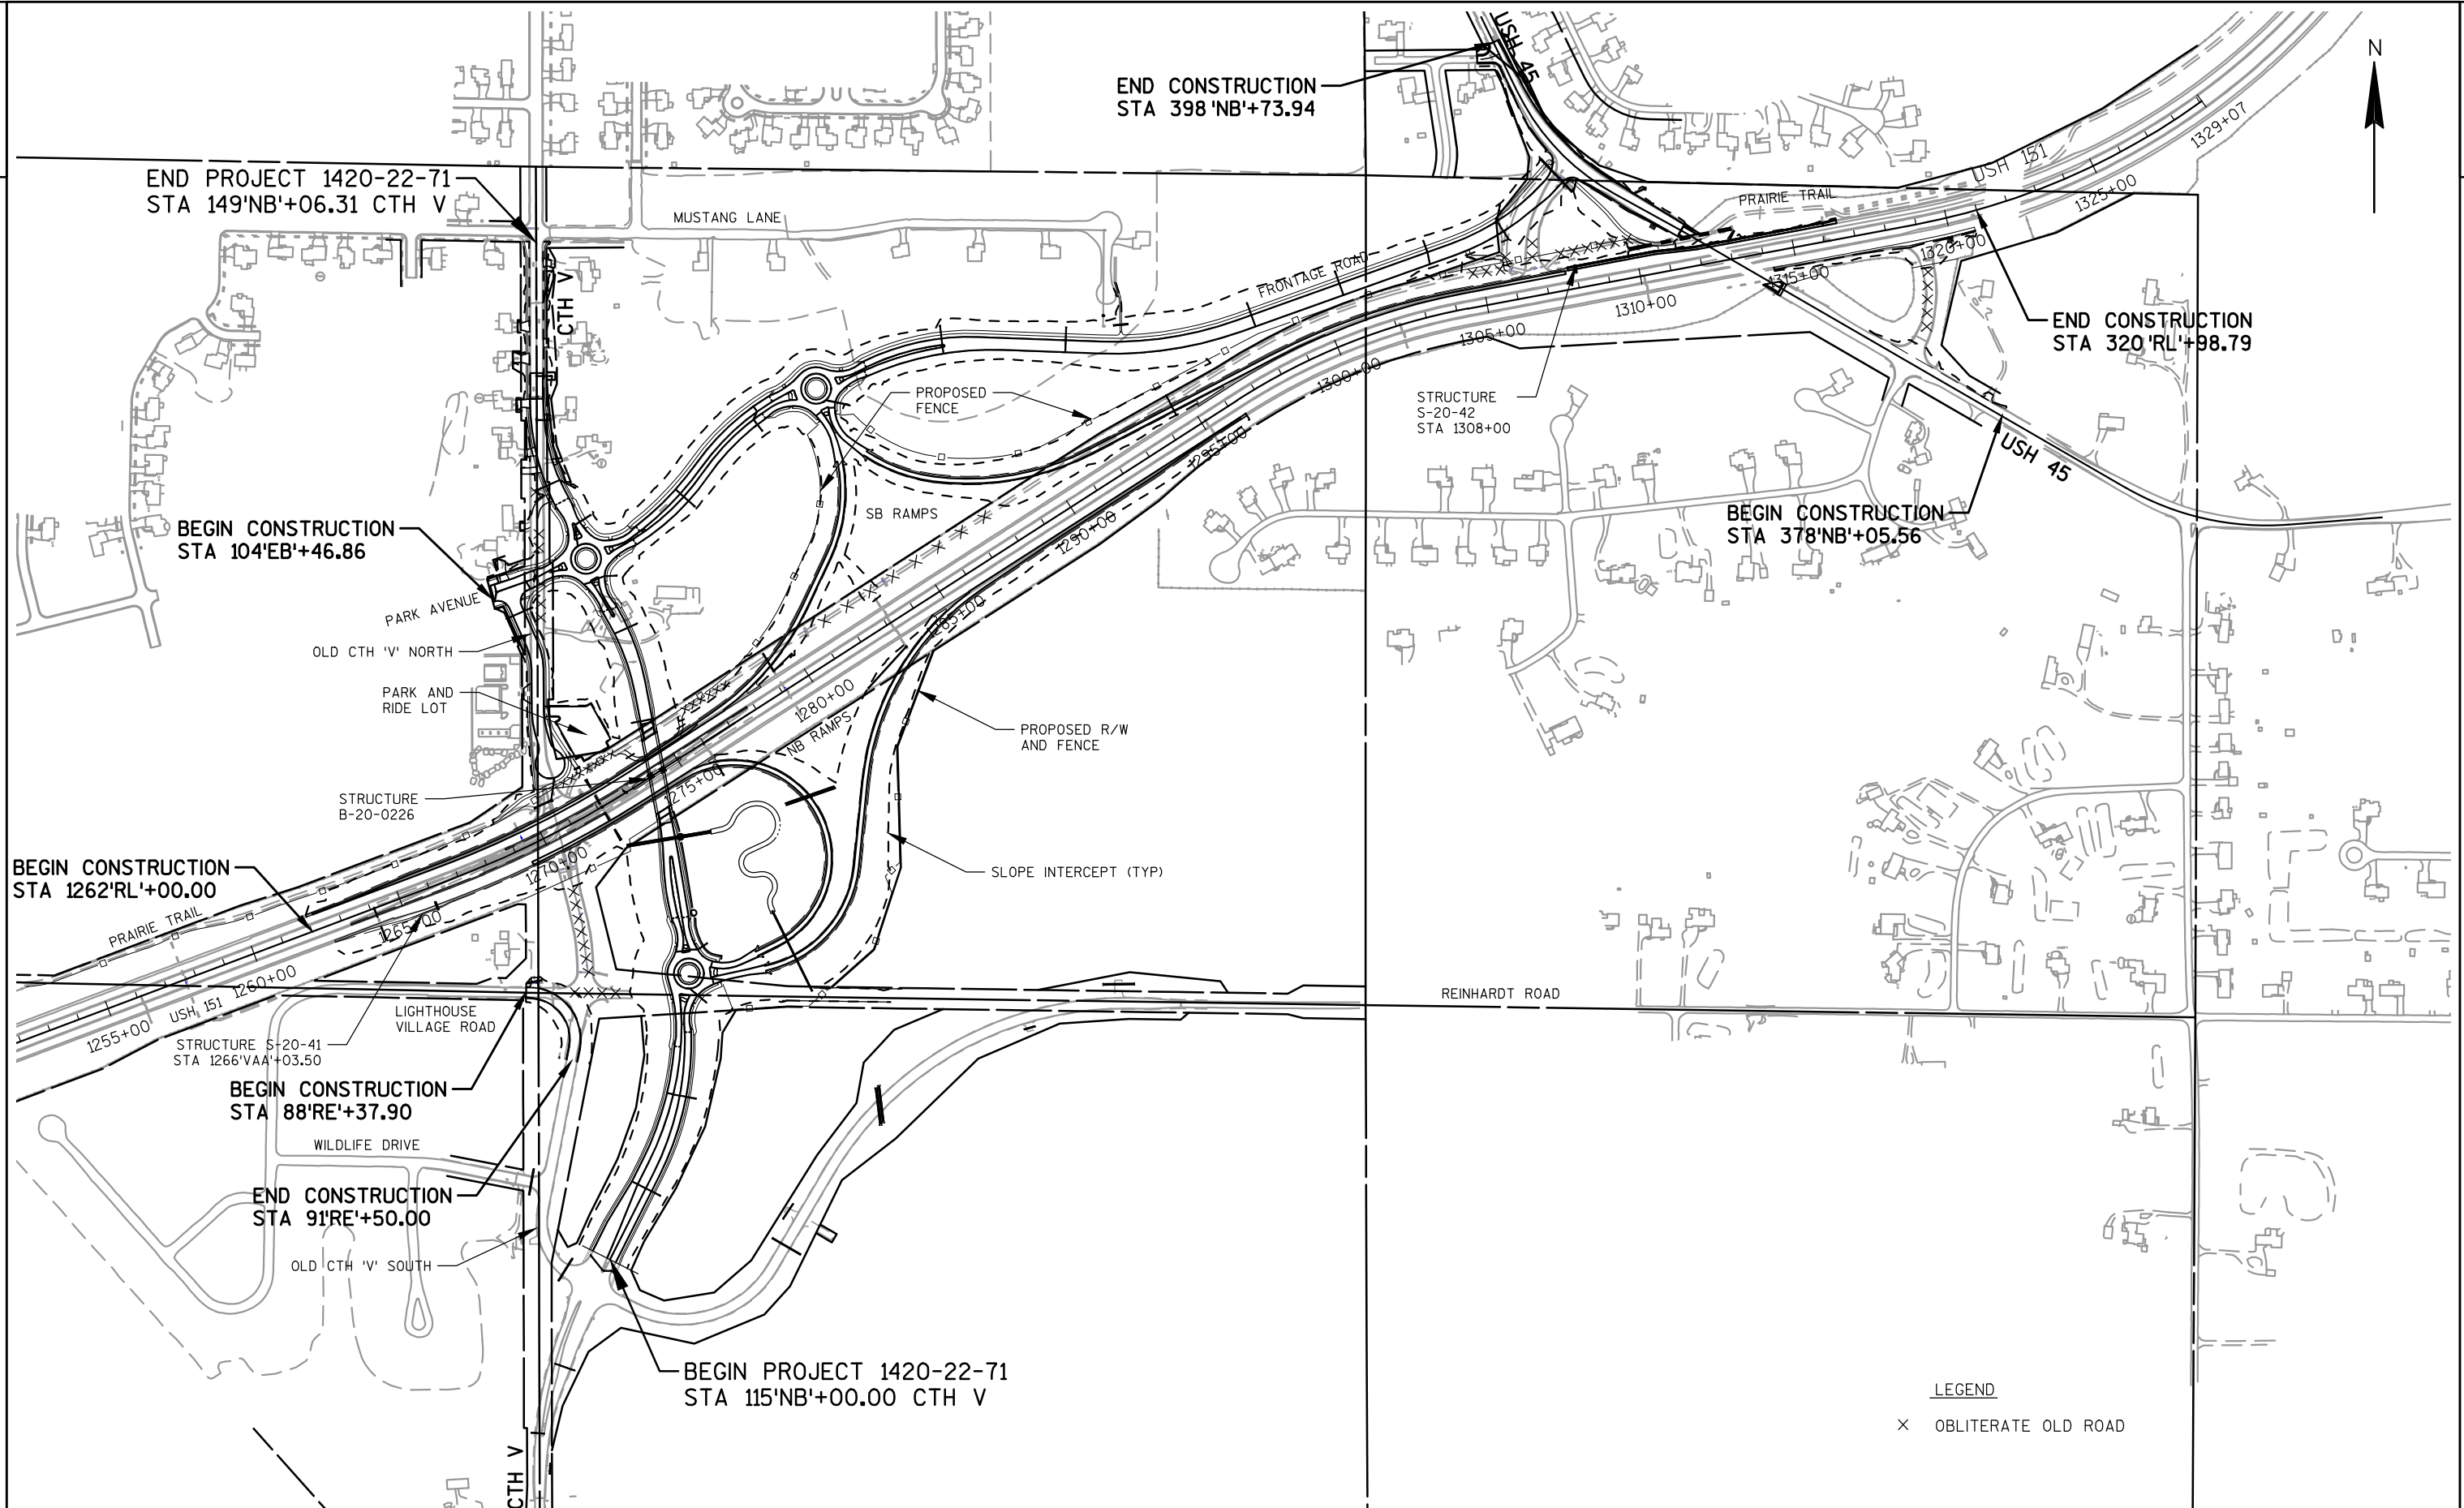 N
USH 45
END CONSTRUCTION
STA 398'NB'+73.94
END PROJECT 1420-22-71
STA 149'NB'+06.31 CTH V
MUSTANG LANE
CTH V
FRONTAGE ROAD
PRAIRIE TRAIL
USH 151
1329+07
1325+00
1320+00
1315+00
1310+00
1305+00
1300+00
1295+00
1290+00
1285+00
1280+00
1275+00
1270+00
1265+00
1260+00
1255+00
END CONSTRUCTION
STA 320'RL'+98.79
PROPOSED
FENCE
STRUCTURE
S-20-42
STA 1308+00
USH 45
BEGIN CONSTRUCTION
STA 378'NB'+05.56
SB RAMPS
BEGIN CONSTRUCTION
STA 104'EB'+46.86
PARK AVENUE
OLD CTH 'V' NORTH
PARK AND
RIDE LOT
NB RAMPS
PROPOSED R/W
AND FENCE
STRUCTURE
B-20-0226
SLOPE INTERCEPT (TYP)
BEGIN CONSTRUCTION
STA 1262'RL'+00.00
PRAIRIE TRAIL
USH 151
LIGHTHOUSE
VILLAGE ROAD
REINHARDT ROAD
STRUCTURE S-20-41
STA 1266'VAA'+03.50
BEGIN CONSTRUCTION
STA 88'RE'+37.90
WILDLIFE DRIVE
END CONSTRUCTION
STA 91'RE'+50.00
OLD CTH 'V' SOUTH
BEGIN PROJECT 1420-22-71
STA 115'NB'+00.00 CTH V
CTH V
LEGEND
X OBLITERATE OLD ROAD